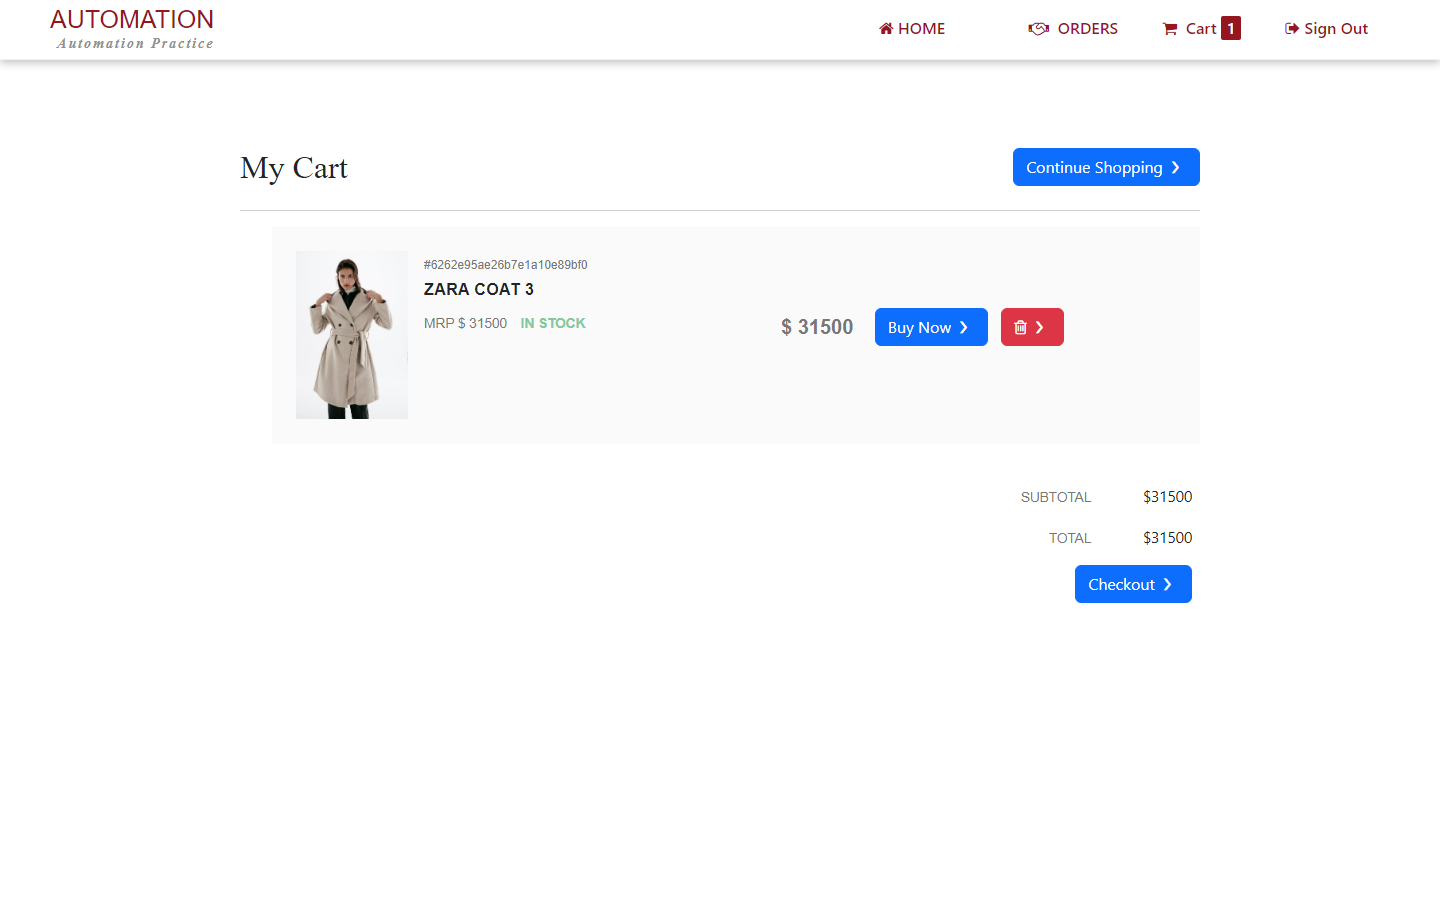 AUTOMATION
Automation Practice
HOME
ORDERS
Cart 1
Sign Out
My Cart
Continue Shopping ❯
#6262e95ae26b7e1a10e89bf0
ZARA COAT 3
MRP $ 31500 IN STOCK
$ 31500
Buy Now ❯
❯
SUBTOTAL $31500
TOTAL $31500
Checkout ❯